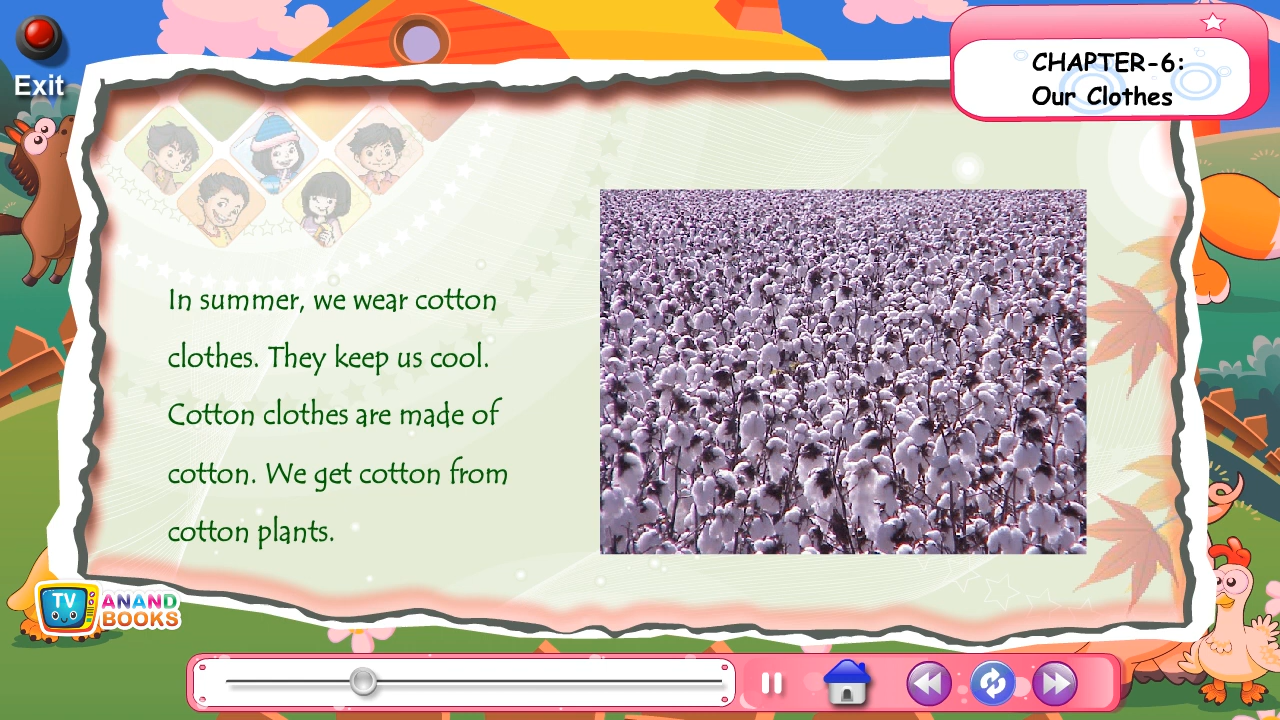 Exit
CHAPTER-6:
Our Clothes
In summer, we wear cotton
clothes. They keep us cool.
Cotton clothes are made of
cotton. We get cotton from
cotton plants.
TV
ANAND
BOOKS